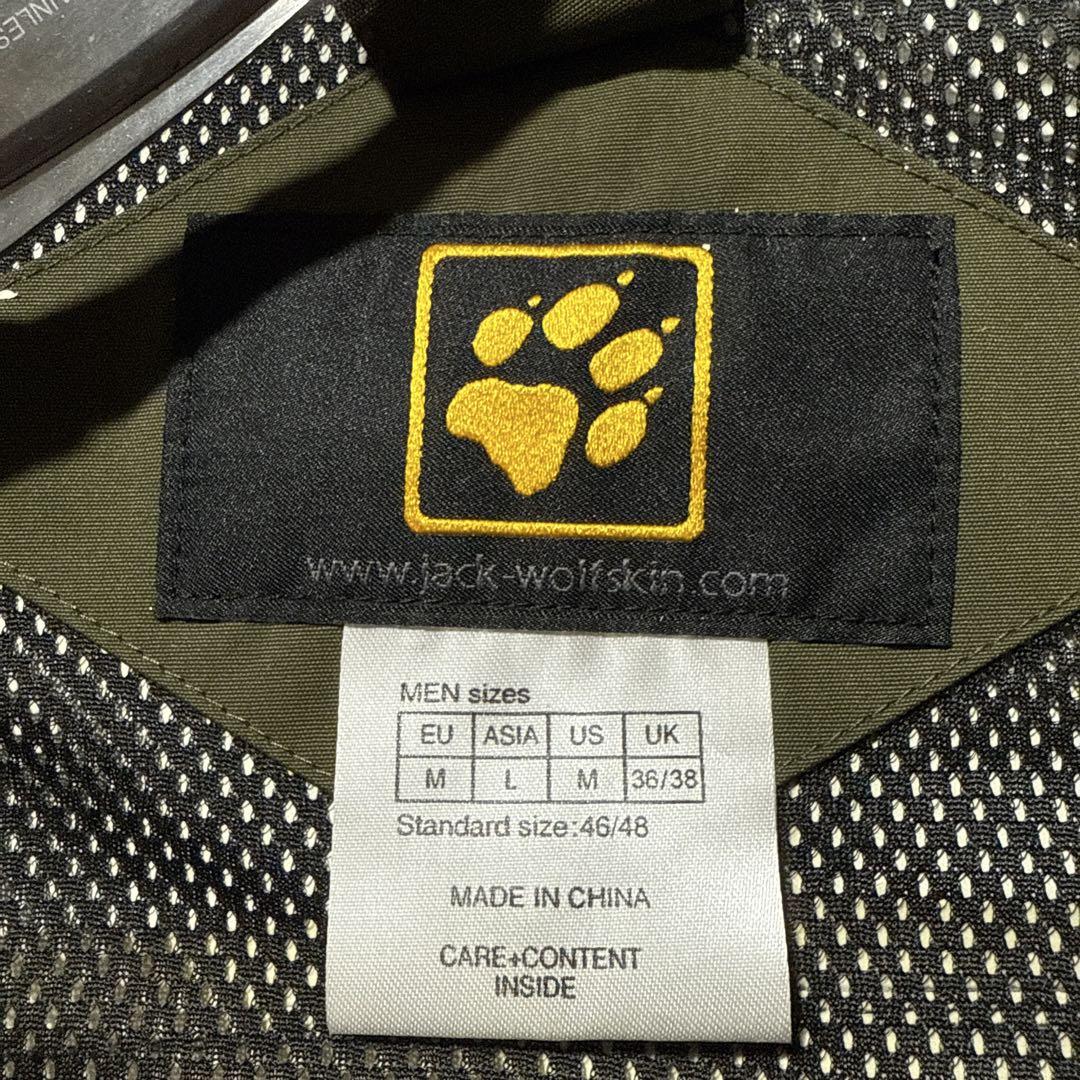 www.jack-wolfskin.com
MEN sizes
EU ASIA US UK
M L M 36/38
Standard size:46/48
MADE IN CHINA
CARE+CONTENT
INSIDE